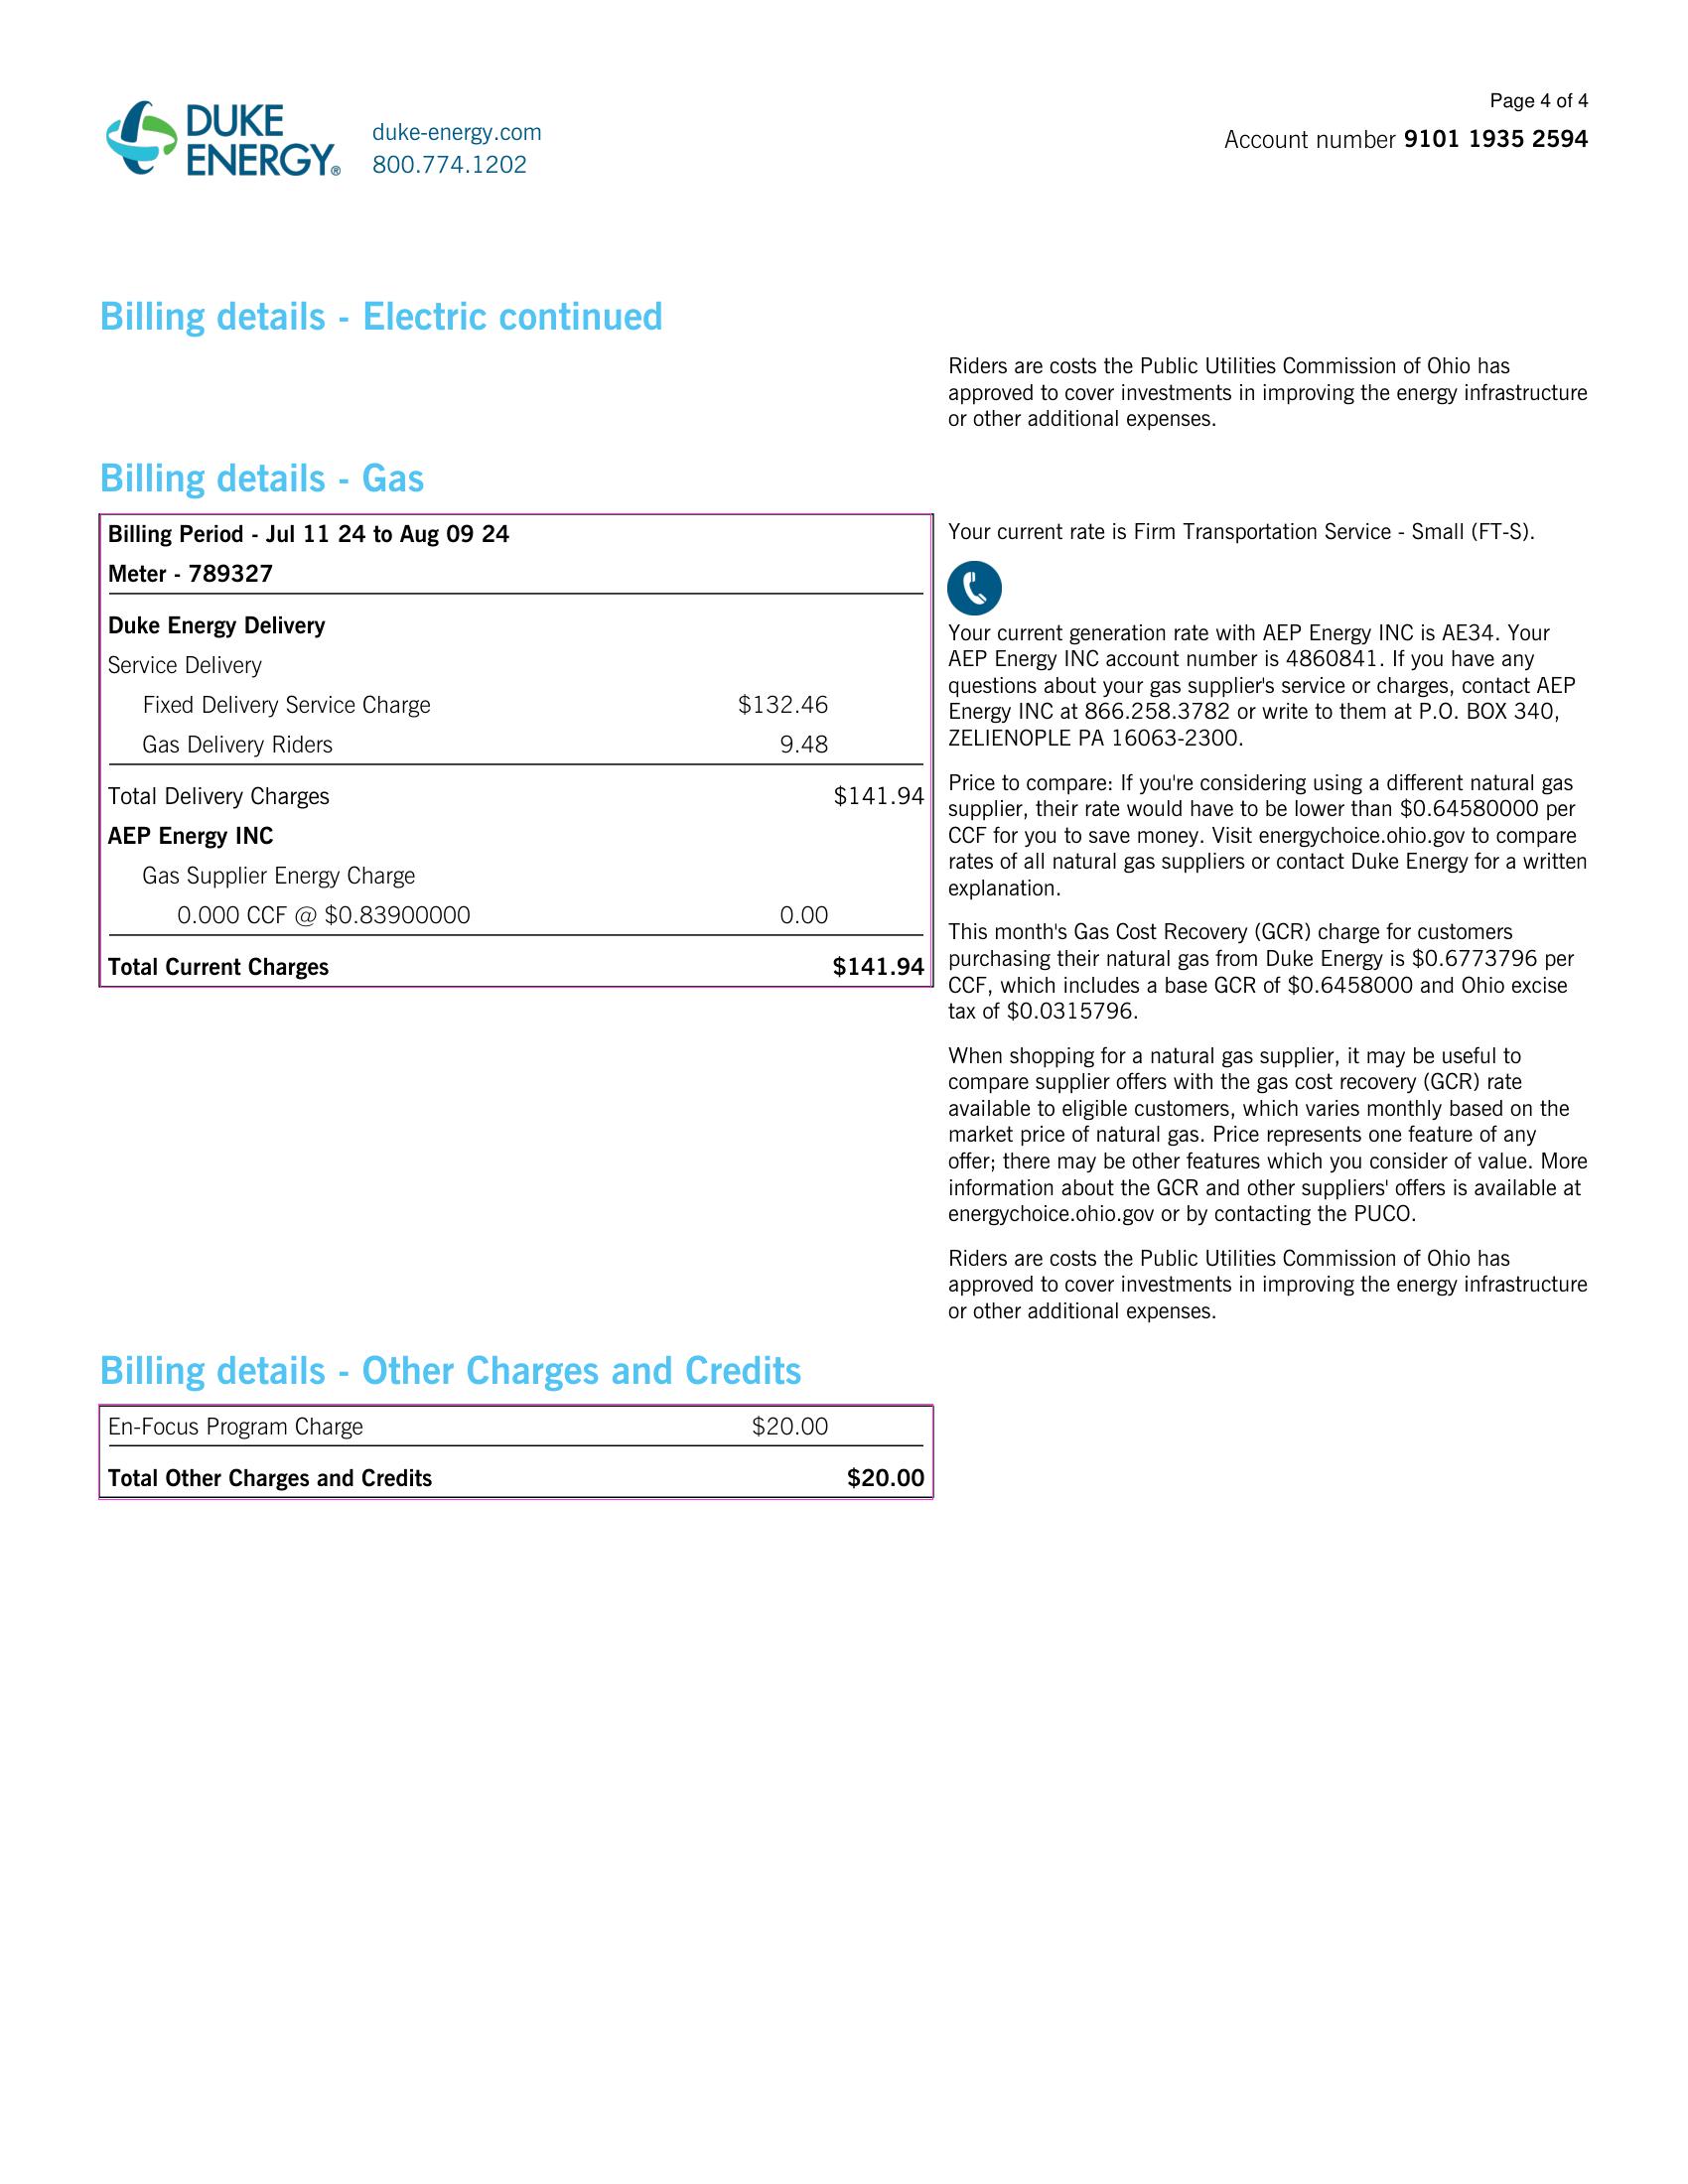 DUKE
ENERGY®
duke-energy.com
800.774.1202
Page 4 of 4
Account number 9101 1935 2594
Billing details - Electric continued
Riders are costs the Public Utilities Commission of Ohio has
approved to cover investments in improving the energy infrastructure
or other additional expenses.
Billing details - Gas
Billing Period - Jul 11 24 to Aug 09 24
Meter - 789327
Duke Energy Delivery
Service Delivery
Fixed Delivery Service Charge $132.46
Gas Delivery Riders 9.48
Total Delivery Charges $141.94
AEP Energy INC
Gas Supplier Energy Charge
0.000 CCF @ $0.83900000 0.00
Total Current Charges $141.94
Your current rate is Firm Transportation Service - Small (FT-S).
Your current generation rate with AEP Energy INC is AE34. Your
AEP Energy INC account number is 4860841. If you have any
questions about your gas supplier's service or charges, contact AEP
Energy INC at 866.258.3782 or write to them at P.O. BOX 340,
ZELIENOPLE PA 16063-2300.
Price to compare: If you're considering using a different natural gas
supplier, their rate would have to be lower than $0.64580000 per
CCF for you to save money. Visit energychoice.ohio.gov to compare
rates of all natural gas suppliers or contact Duke Energy for a written
explanation.
This month's Gas Cost Recovery (GCR) charge for customers
purchasing their natural gas from Duke Energy is $0.6773796 per
CCF, which includes a base GCR of $0.6458000 and Ohio excise
tax of $0.0315796.
When shopping for a natural gas supplier, it may be useful to
compare supplier offers with the gas cost recovery (GCR) rate
available to eligible customers, which varies monthly based on the
market price of natural gas. Price represents one feature of any
offer; there may be other features which you consider of value. More
information about the GCR and other suppliers' offers is available at
energychoice.ohio.gov or by contacting the PUCO.
Riders are costs the Public Utilities Commission of Ohio has
approved to cover investments in improving the energy infrastructure
or other additional expenses.
Billing details - Other Charges and Credits
En-Focus Program Charge $20.00
Total Other Charges and Credits $20.00